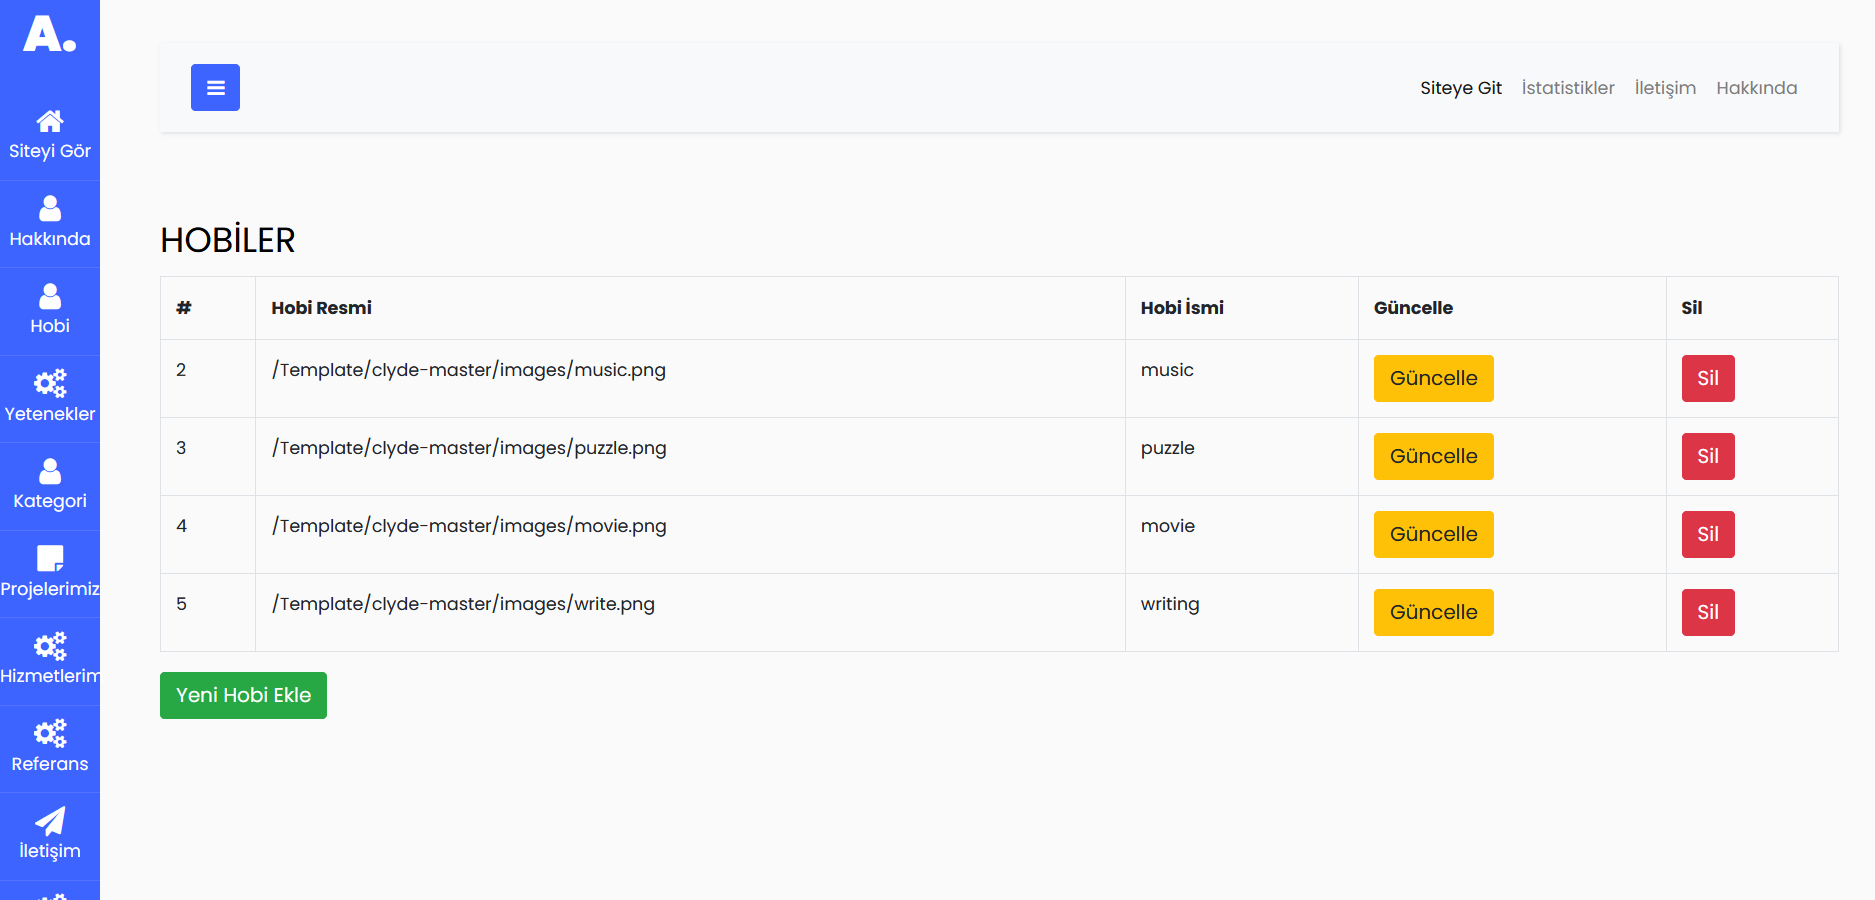 A.
Siteyi Gör
Hakkında
Hobi
Yetenekler
Kategori
Projelerimiz
Hizmetlerim
Referans
İletişim
Siteye Git İstatistikler İletişim Hakkında
HOBİLER
# Hobi Resmi Hobi İsmi Güncelle Sil
2 /Template/clyde-master/images/music.png music Güncelle Sil
3 /Template/clyde-master/images/puzzle.png puzzle Güncelle Sil
4 /Template/clyde-master/images/movie.png movie Güncelle Sil
5 /Template/clyde-master/images/write.png writing Güncelle Sil
Yeni Hobi Ekle